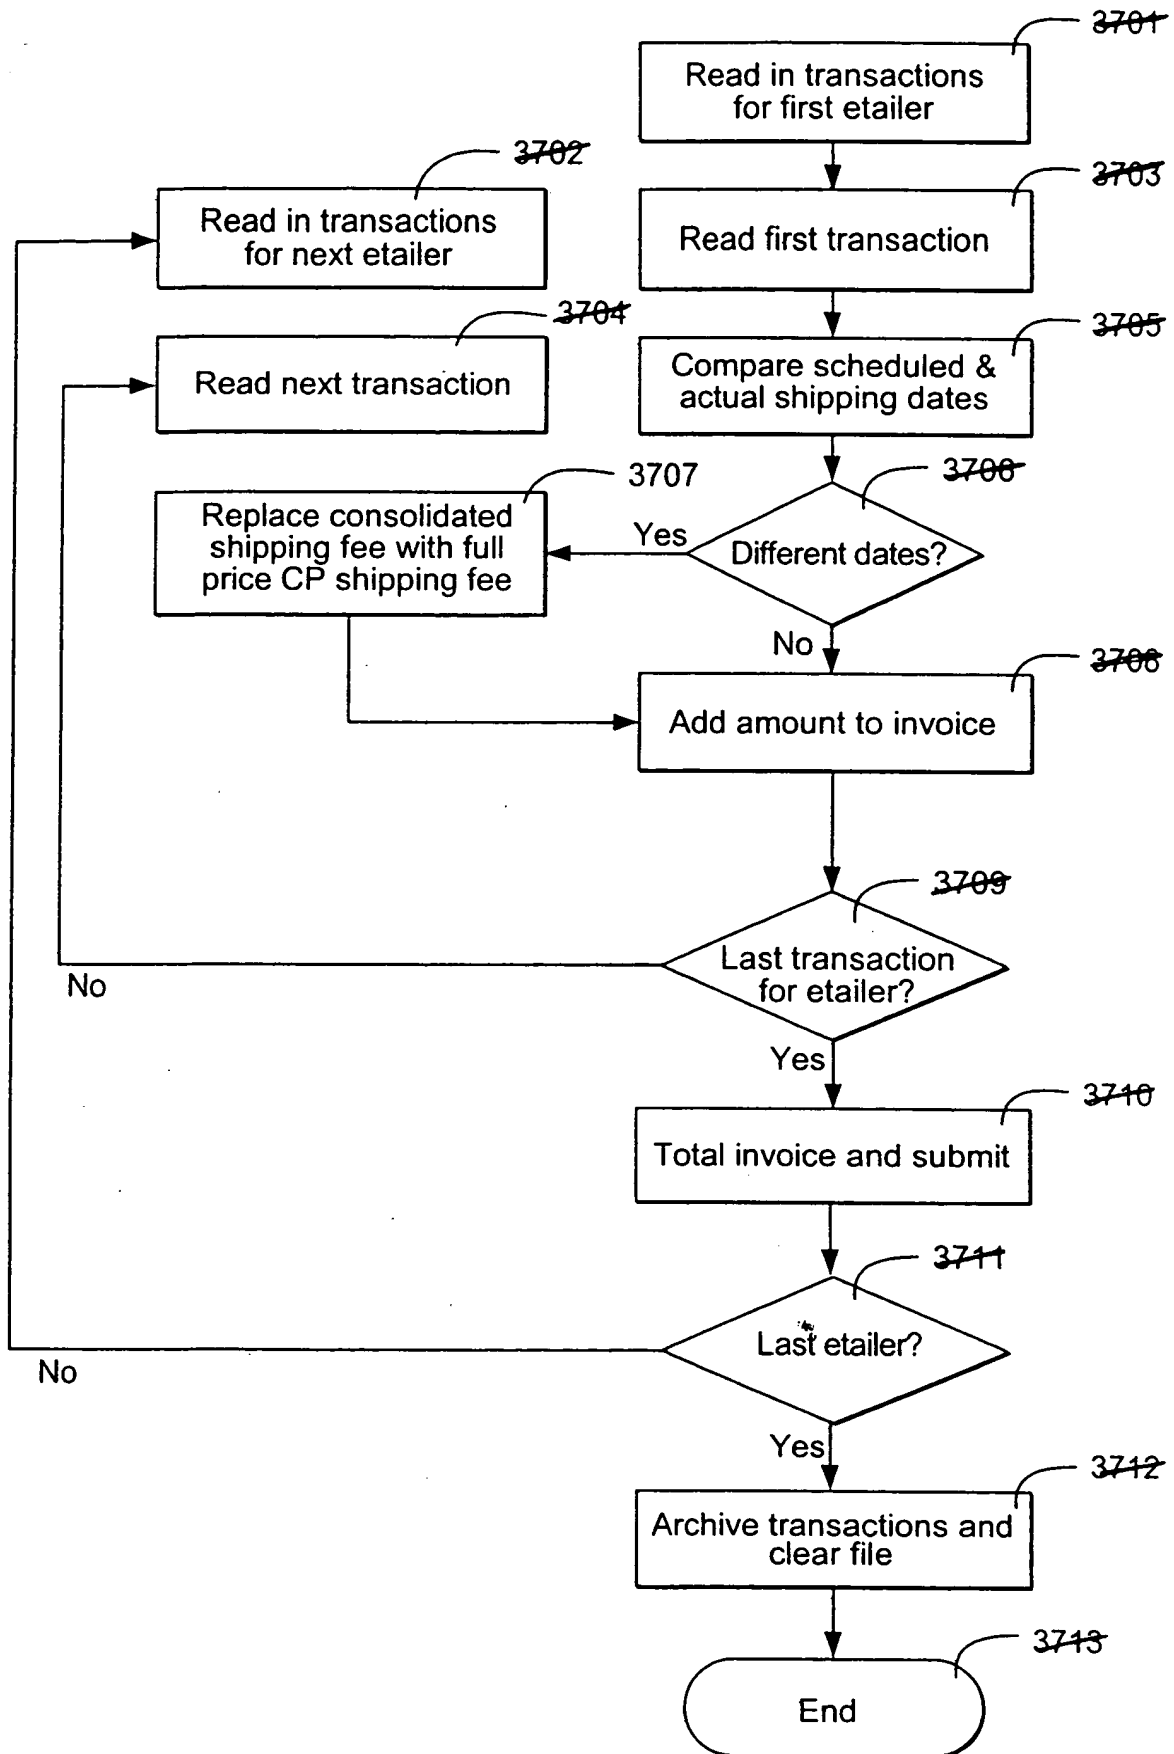 3701
Read in transactions
for first etailer
3702
Read in transactions
for next etailer
3703
Read first transaction
3704
Read next transaction
3705
Compare scheduled &
actual shipping dates
3706
Different dates?
Yes
No
3707
Replace consolidated
shipping fee with full
price CP shipping fee
3708
Add amount to invoice
3709
Last transaction
for etailer?
No
Yes
3710
Total invoice and submit
3711
Last etailer?
No
Yes
3712
Archive transactions and
clear file
3713
End